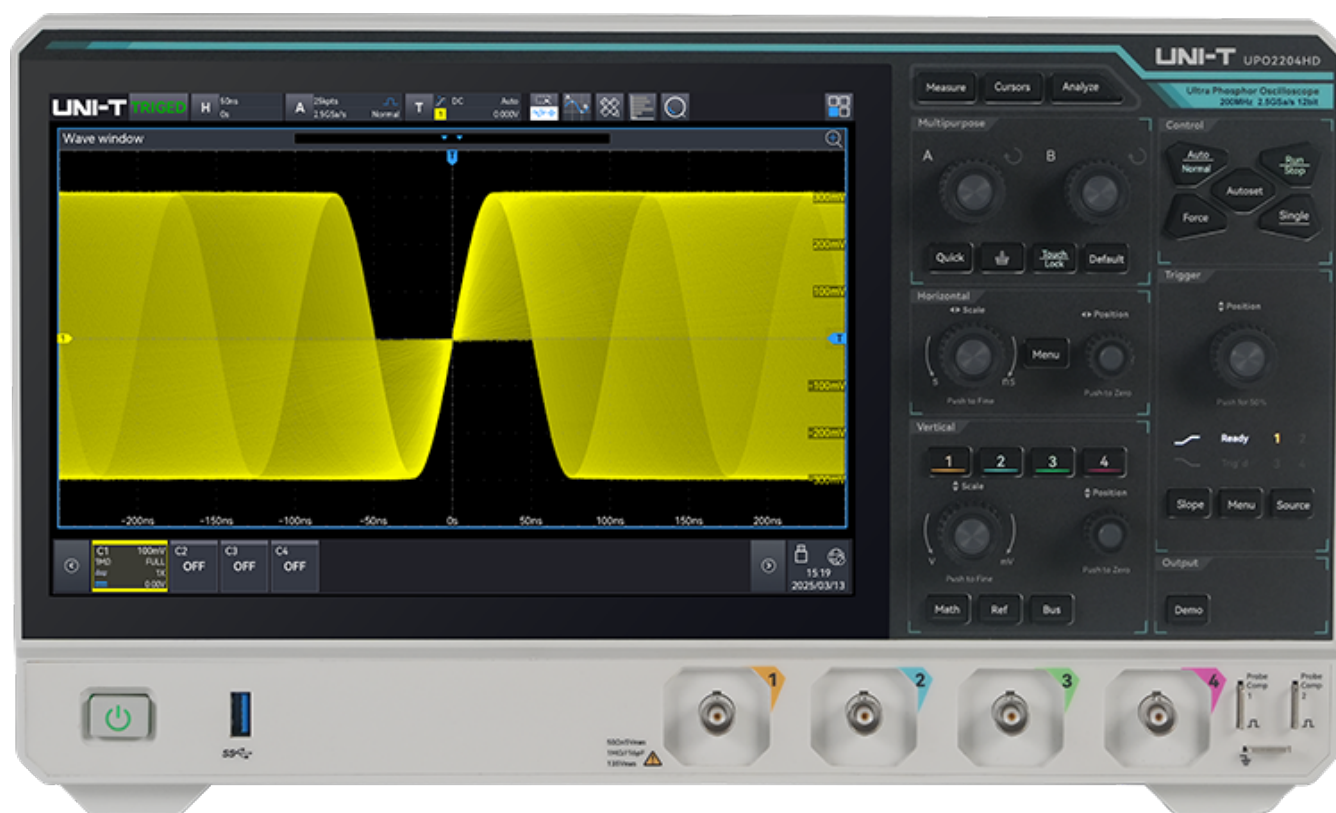 UNI-T UPO2204HD
Ultra Phosphor Oscilloscope
200MHz 2.5GSa/s 12bit
Measure Cursors Analyze
UNI-T TRIGED H 50ns 0s A 25kpts 2.5GSa/s Normal T DC 1 Auto 0.000V
Wave window
T
300mV
200mV
100mV
1 T
-100mV
-200mV
-300mV
-200ns -150ns -100ns -50ns 0s 50ns 100ns 150ns 200ns
C1 100mV C2 C3 C4
1MΩ FULL OFF OFF OFF
1X
0.00V
15:19
2025/03/13
Multipurpose
A B
Quick Touch Lock Default
Horizontal
Scale Position
s ns Menu
Push to Fine Push to Zero
Vertical
1 2 3 4
Scale Position
V mV
Push to Fine Push to Zero
Math Ref Bus
Control
Auto Normal Run Stop
Autoset
Force Single
Trigger
Position
Push for 50%
Ready 1 2
Trig'd 3 4
Slope Menu Source
Output
Demo
1 2 3 4
Probe Comp 1 Probe Comp 2